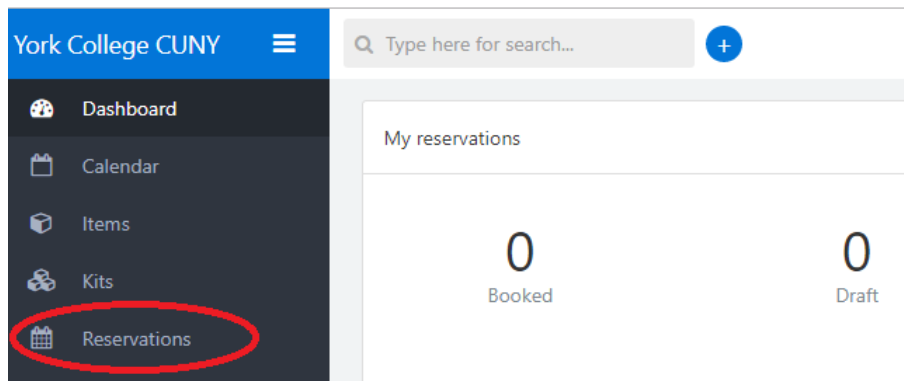 York College CUNY
Type here for search...
+
Dashboard
Calendar
Items
Kits
Reservations
My reservations
0
Booked
0
Draft